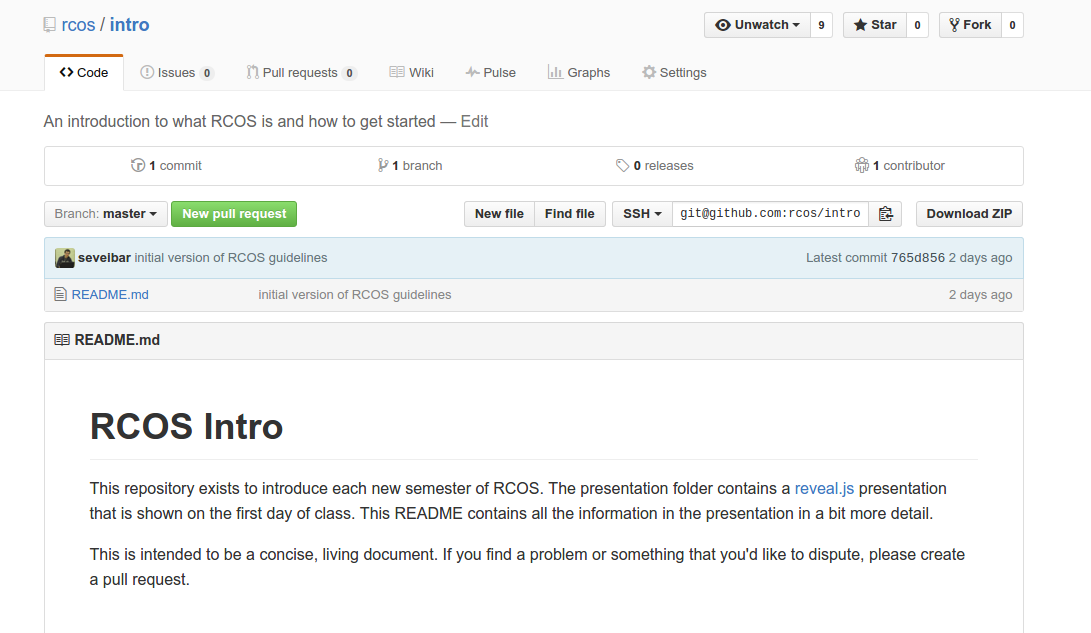 rcos / intro Unwatch 9 Star 0 Fork 0
Code Issues 0 Pull requests 0 Wiki Pulse Graphs Settings
An introduction to what RCOS is and how to get started — Edit
1 commit 1 branch 0 releases 1 contributor
Branch: master New pull request New file Find file SSH git@github.com:rcos/intro Download ZIP
seveibar initial version of RCOS guidelines Latest commit 765d856 2 days ago
README.md initial version of RCOS guidelines 2 days ago
README.md
RCOS Intro
This repository exists to introduce each new semester of RCOS. The presentation folder contains a reveal.js presentation
that is shown on the first day of class. This README contains all the information in the presentation in a bit more detail.
This is intended to be a concise, living document. If you find a problem or something that you'd like to dispute, please create
a pull request.